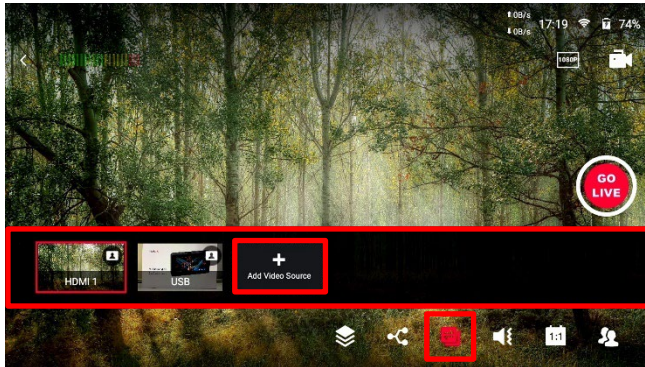 ↑0B/s
↓0B/s
17:19
74%
1080P
GO
LIVE
HDMI 1
USB
+
Add Video Source
1:1